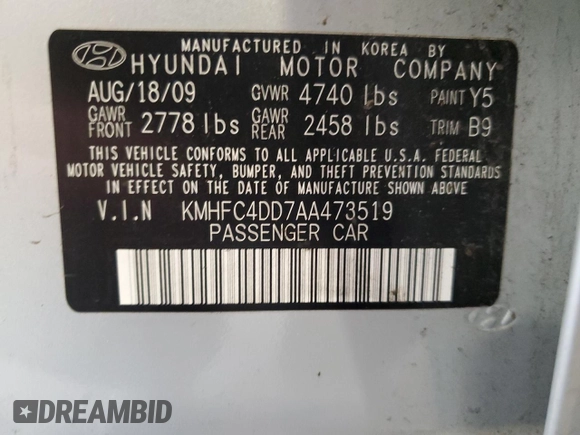 MANUFACTURED IN KOREA BY
HYUNDAI MOTOR COMPANY
AUG/18/09 GVWR 4740 lbs PAINT Y5
GAWR FRONT 2778 lbs GAWR REAR 2458 lbs TRIM B9
THIS VEHICLE CONFORMS TO ALL APPLICABLE U.S.A. FEDERAL
MOTOR VEHICLE SAFETY, BUMPER, AND THEFT PREVENTION STANDARDS
IN EFFECT ON THE DATE OF MANUFACTURE SHOWN ABOVE
V.I.N KMHFC4DD7AA473519
PASSENGER CAR
DREAMBID